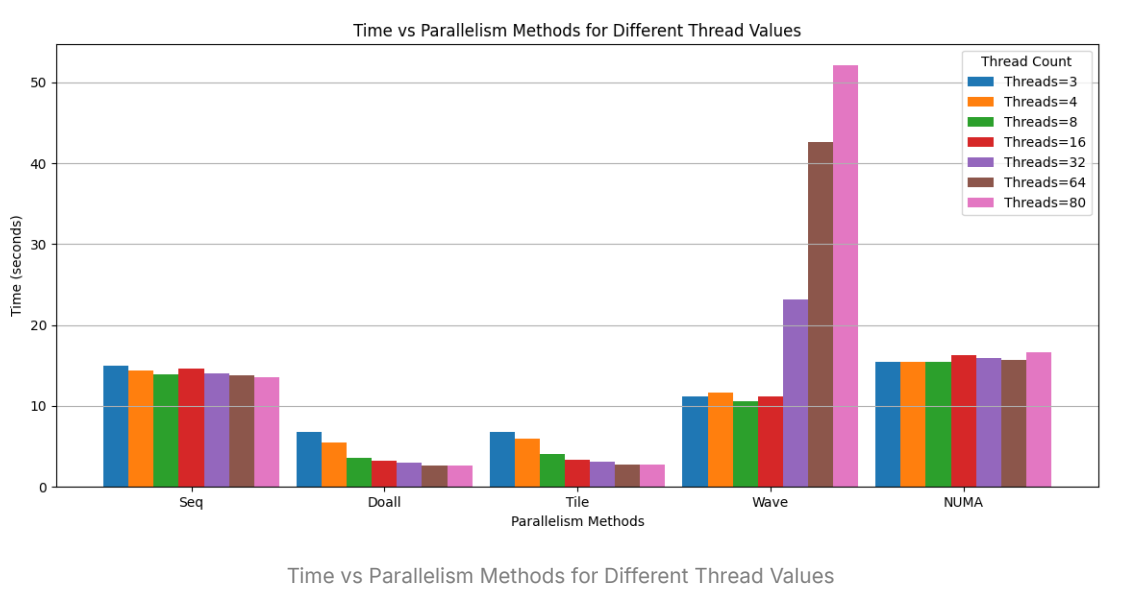 Time vs Parallelism Methods for Different Thread Values
Thread Count
Threads=3
Threads=4
Threads=8
Threads=16
Threads=32
Threads=64
Threads=80
50
40
30
20
10
0
Time (seconds)
Seq Doall Tile Wave NUMA
Parallelism Methods
Time vs Parallelism Methods for Different Thread Values